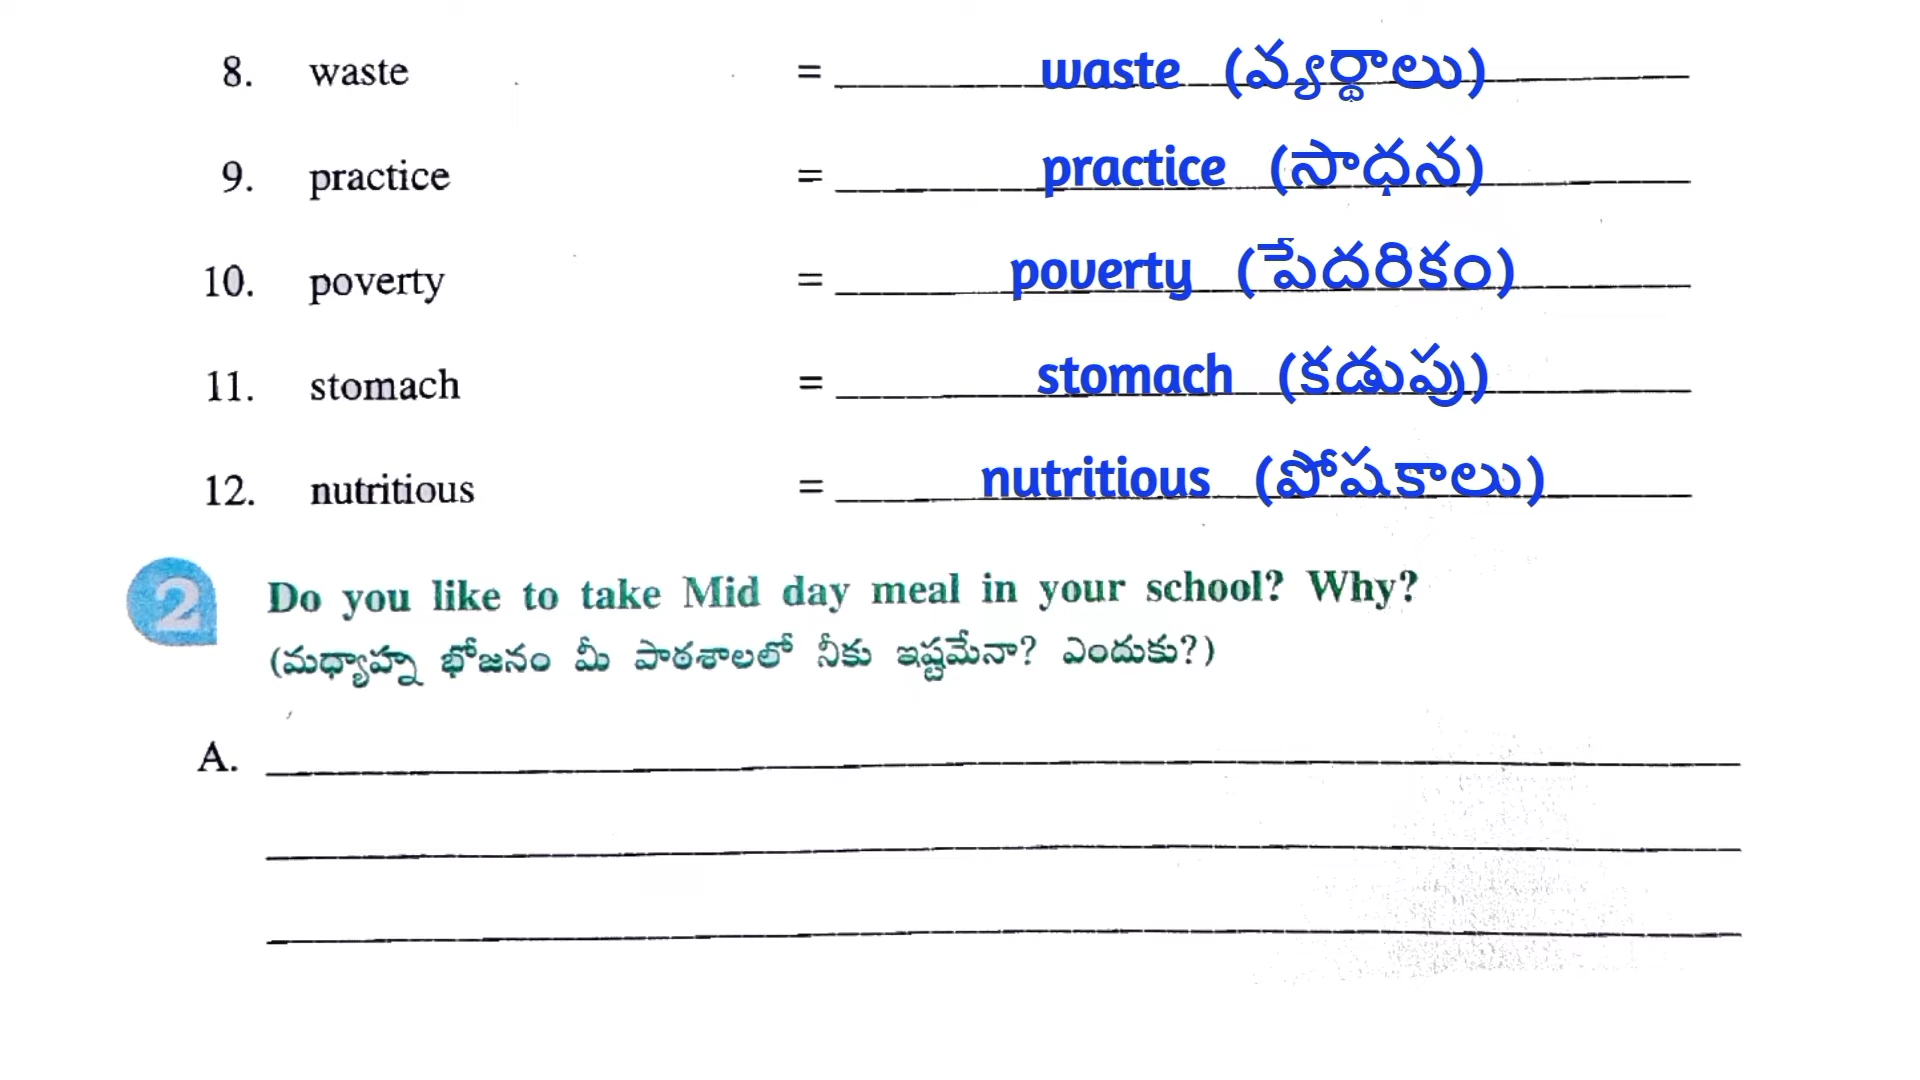 8. waste = waste (వ్యర్థాలు)
9. practice = practice (సాధన)
10. poverty = poverty (పేదరికం)
11. stomach = stomach (కడుపు)
12. nutritious = nutritious (పోషకాలు)
2 Do you like to take Mid day meal in your school? Why?
(మధ్యాహ్న భోజనం మీ పాఠశాలలో నీకు ఇష్టమేనా? ఎందుకు?)
A.